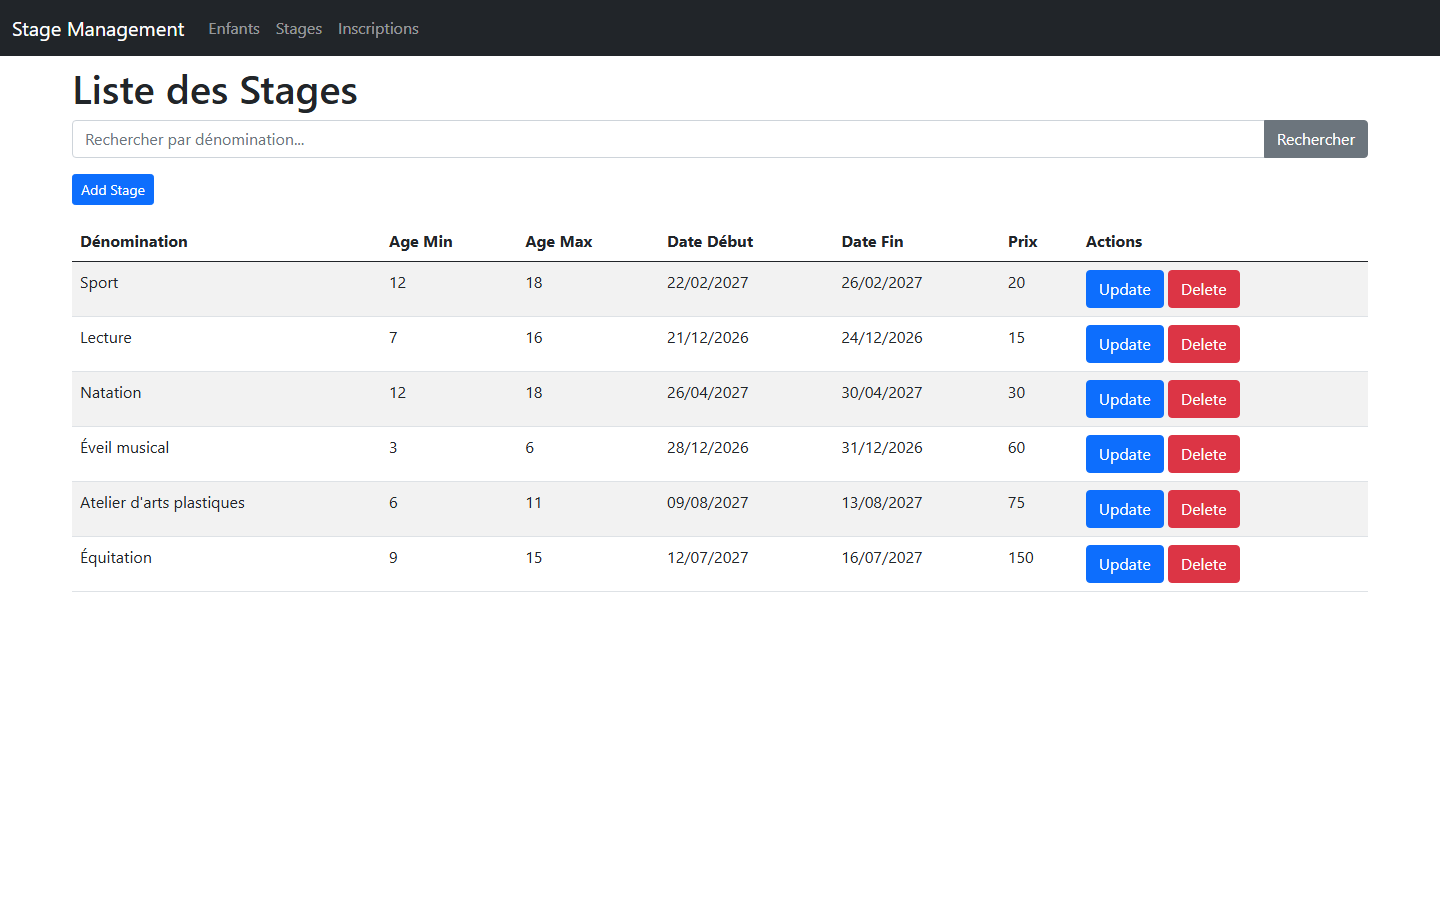 Stage Management Enfants Stages Inscriptions
Liste des Stages
Rechercher par dénomination... Rechercher
Add Stage
Dénomination Age Min Age Max Date Début Date Fin Prix Actions
Sport 12 18 22/02/2027 26/02/2027 20 Update Delete
Lecture 7 16 21/12/2026 24/12/2026 15 Update Delete
Natation 12 18 26/04/2027 30/04/2027 30 Update Delete
Éveil musical 3 6 28/12/2026 31/12/2026 60 Update Delete
Atelier d'arts plastiques 6 11 09/08/2027 13/08/2027 75 Update Delete
Équitation 9 15 12/07/2027 16/07/2027 150 Update Delete